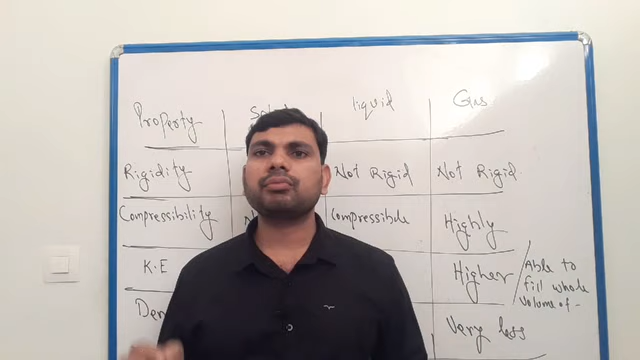 Property liquid Gas
Rigidity Not Rigid Not Rigid.
Compressibility Compressible Highly
K.E Higher Able to
fill whole
volume of -
Very less